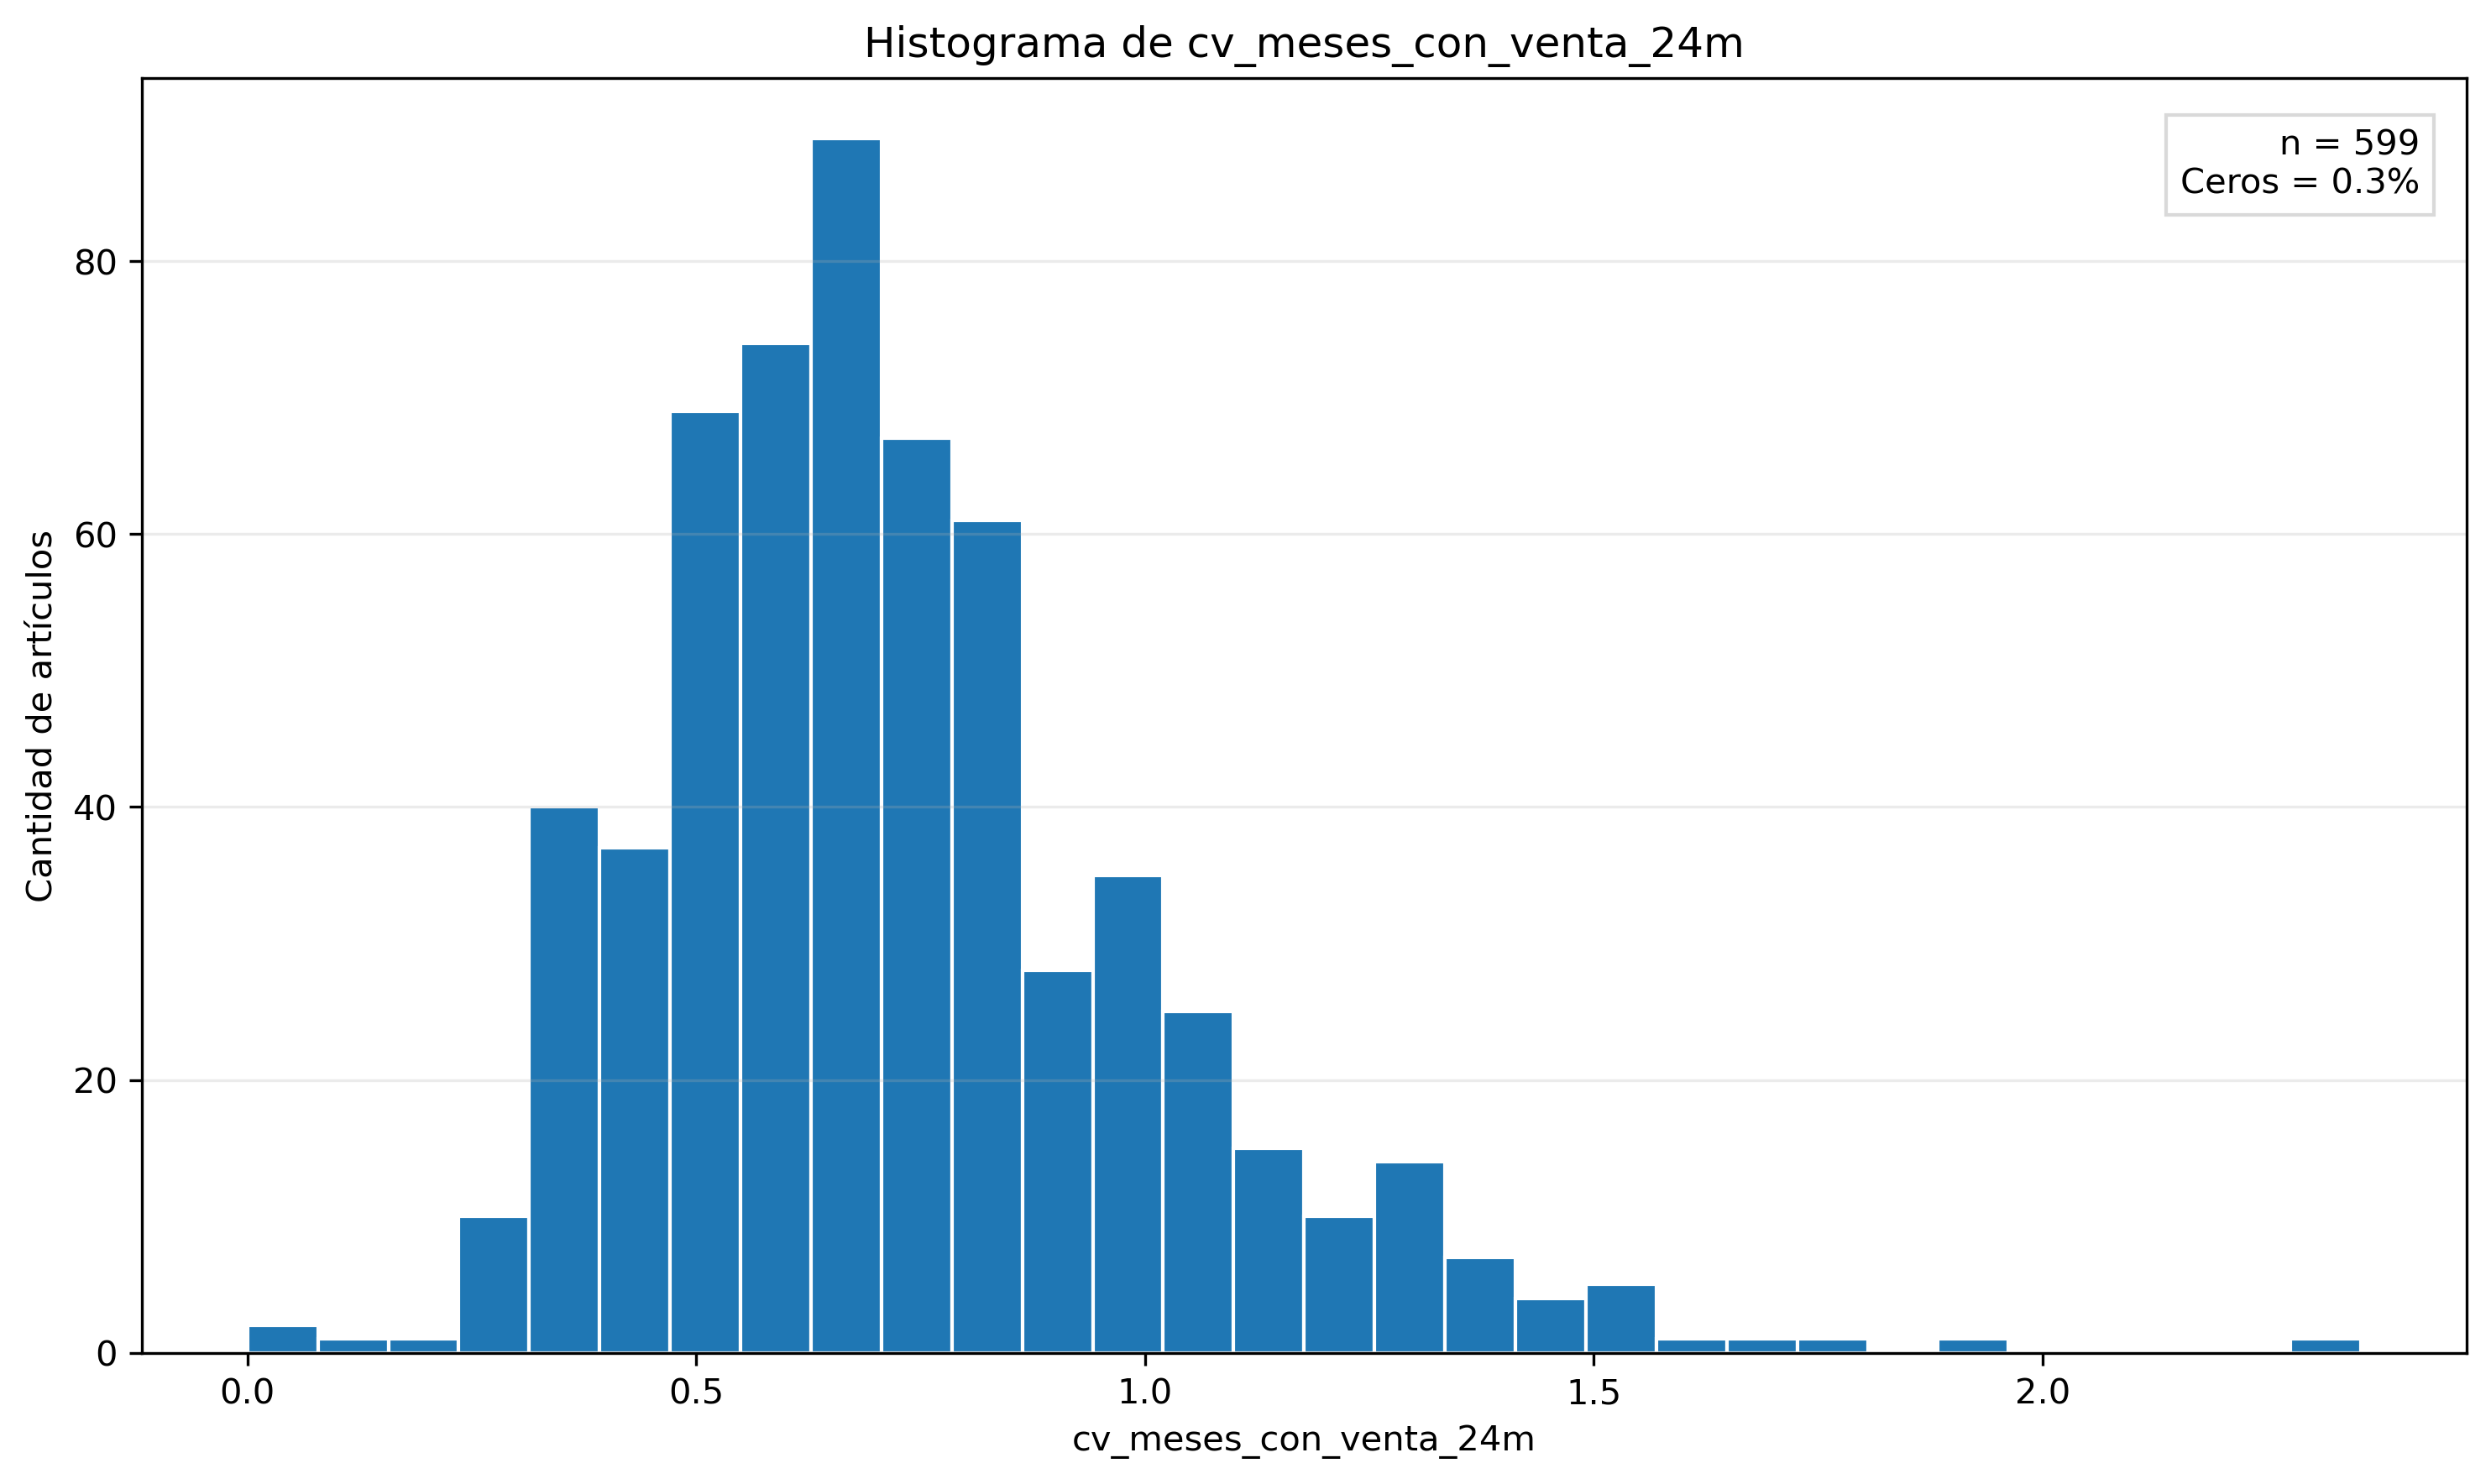 Histograma de cv_meses_con_venta_24m
n = 599
Ceros = 0.3%
Cantidad de artículos
80
60
40
20
0
0.0 0.5 1.0 1.5 2.0
cv_meses_con_venta_24m